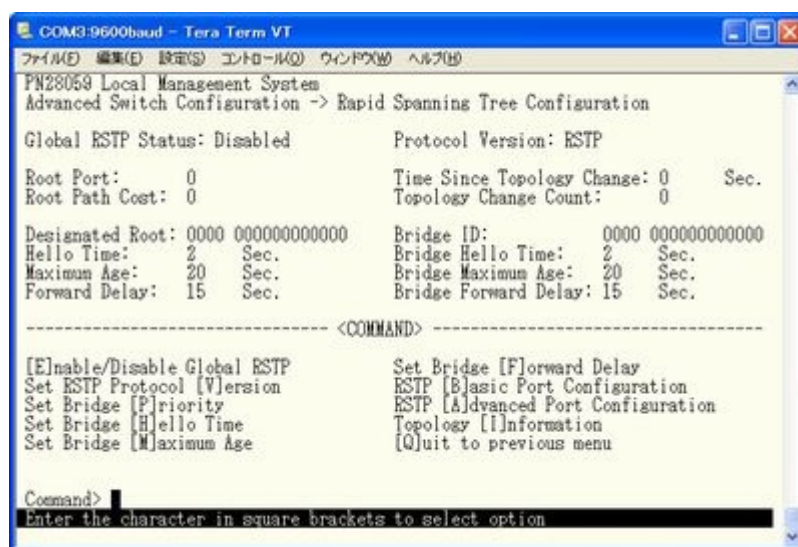 COM3:9600baud - Tera Term VT
ファイル(F) 編集(E) 設定(S) コントロール(O) ウィンドウ(W) ヘルプ(H)
PN28059 Local Management System
Advanced Switch Configuration -> Rapid Spanning Tree Configuration
Global RSTP Status: Disabled Protocol Version: RSTP
Root Port: 0 Time Since Topology Change: 0 Sec.
Root Path Cost: 0 Topology Change Count: 0
Designated Root: 0000 000000000000 Bridge ID: 0000 000000000000
Hello Time: 2 Sec. Bridge Hello Time: 2 Sec.
Maximum Age: 20 Sec. Bridge Maximum Age: 20 Sec.
Forward Delay: 15 Sec. Bridge Forward Delay: 15 Sec.
-------------------------------- <COMMAND> -----------------------------------
[E]nable/Disable Global RSTP Set Bridge [F]orward Delay
Set RSTP Protocol [V]ersion RSTP [B]asic Port Configuration
Set Bridge [P]riority RSTP [A]dvanced Port Configuration
Set Bridge [H]ello Time Topology [I]nformation
Set Bridge [M]aximum Age [Q]uit to previous menu
Command>
Enter the character in square brackets to select option